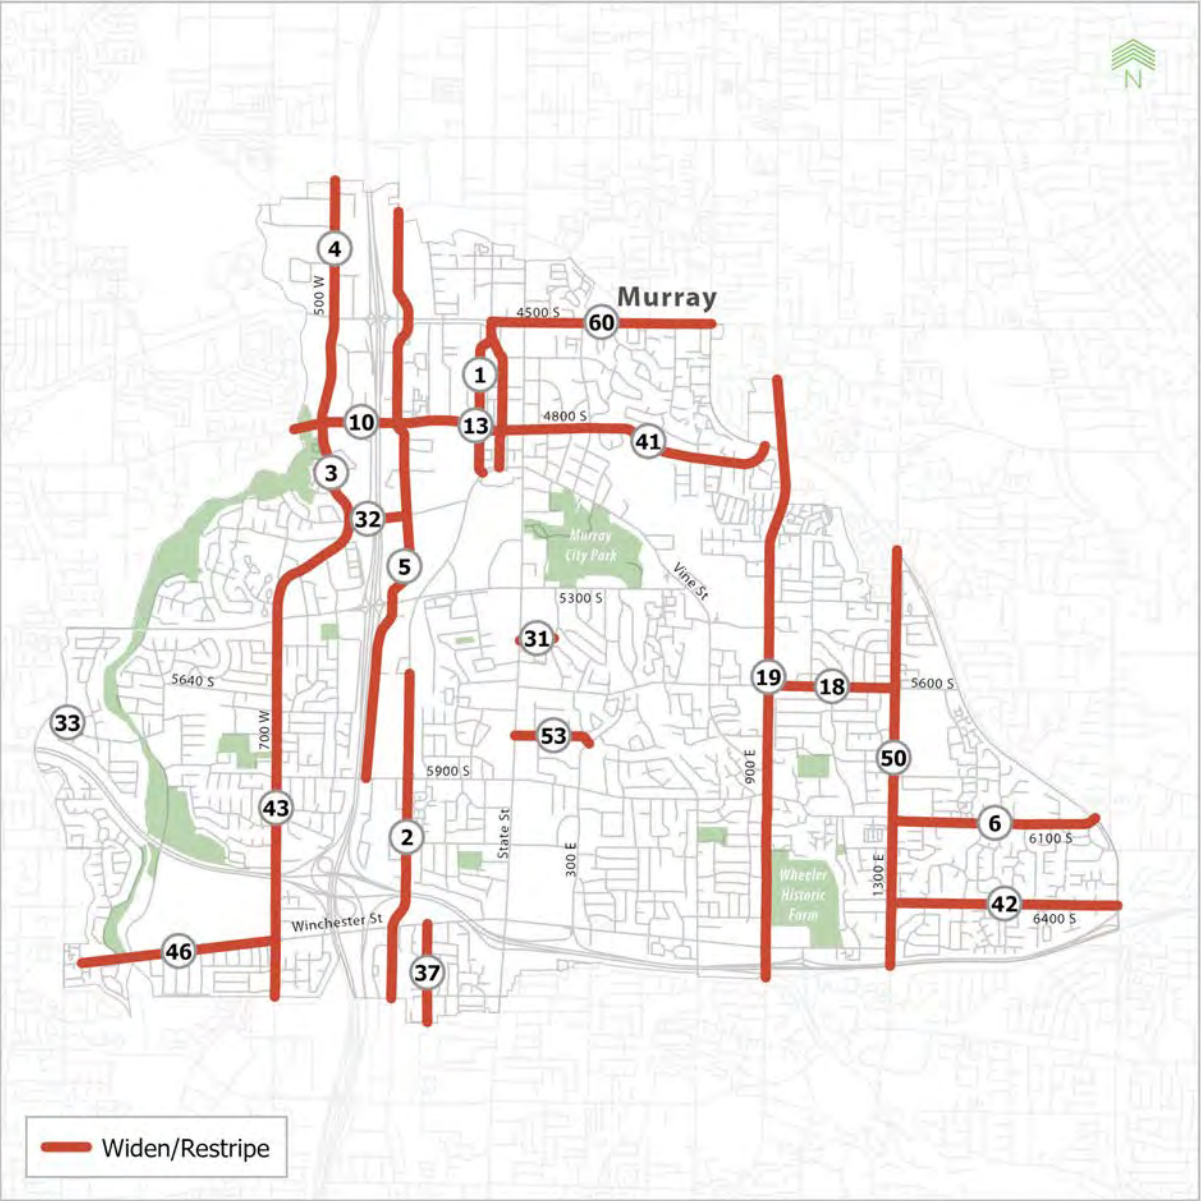 N
4
500 W
Murray
4500 S
60
1
10
13
4800 S
41
3
32
Murray
City Park
5
Vine St
5300 S
31
5640 S
19
18
5600 S
33
700 W
53
900 E
50
5900 S
43
2
State St
300 E
6
6100 S
Wheeler
Historic
Farm
1300 E
42
6400 S
Winchester St
46
37
Widen/Restripe